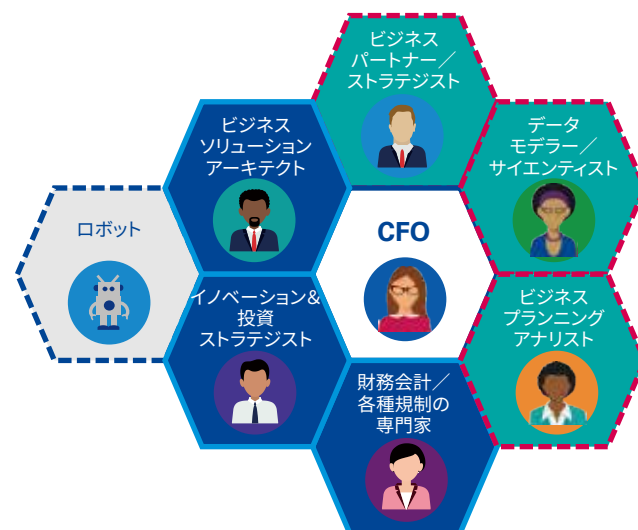 ビジネス
パートナー／
ストラテジスト
ビジネス
ソリューション
アーキテクト
データ
モデラー／
サイエンティスト
ロボット
CFO
イノベーション&
投資
ストラテジスト
ビジネス
プランニング
アナリスト
財務会計／
各種規制の
専門家